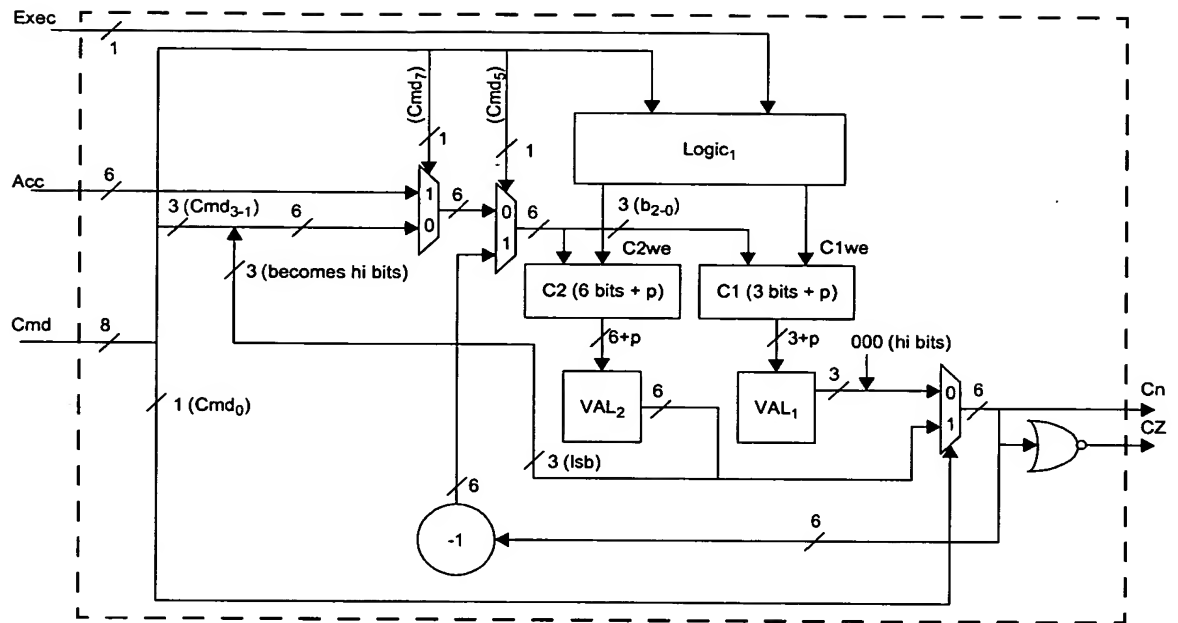 Exec
1
(Cmd7)
(Cmd5)
1
1
Logic1
Acc
6
1
0
6
0
1
6
3 (b2-0)
3 (Cmd3-1)
6
C2we
C1we
3 (becomes hi bits)
C2 (6 bits + p)
C1 (3 bits + p)
Cmd
8
6+p
3+p
000 (hi bits)
1 (Cmd0)
VAL2
6
VAL1
3
0
1
6
Cn
CZ
3 (lsb)
6
-1
6